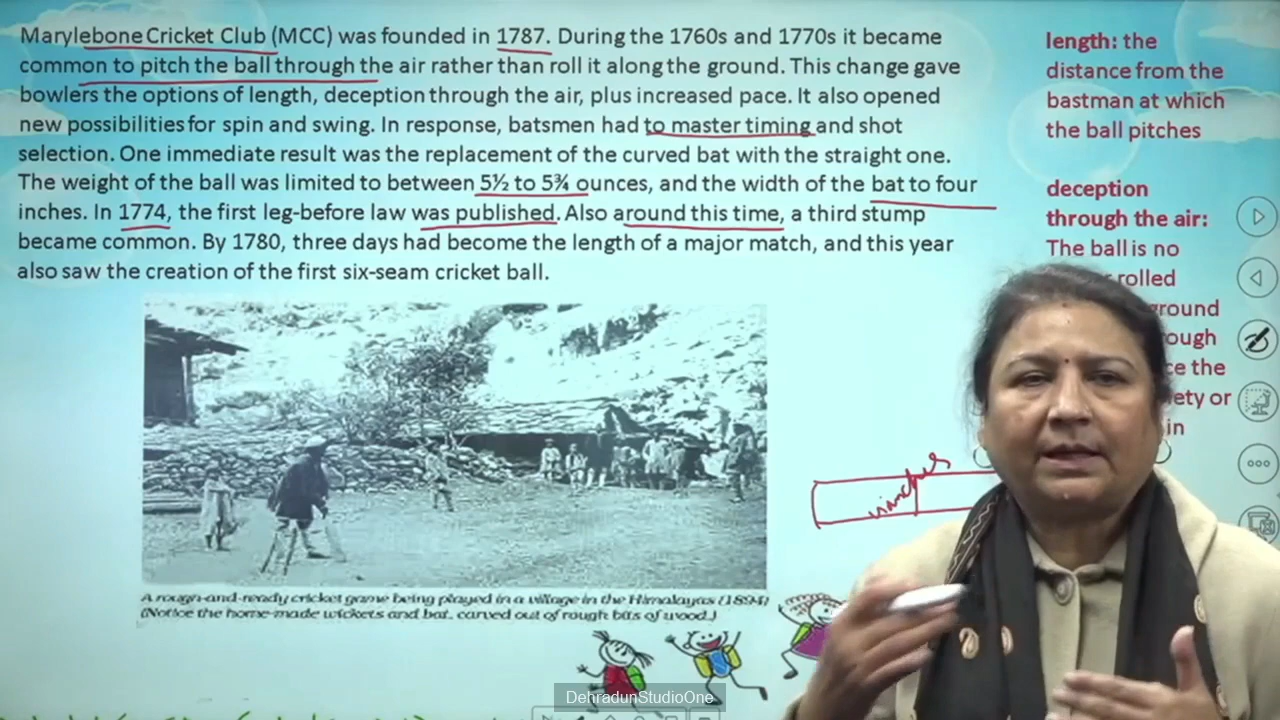 Marylebone Cricket Club (MCC) was founded in 1787. During the 1760s and 1770s it became
common to pitch the ball through the air rather than roll it along the ground. This change gave
bowlers the options of length, deception through the air, plus increased pace. It also opened
new possibilities for spin and swing. In response, batsmen had to master timing and shot
selection. One immediate result was the replacement of the curved bat with the straight one.
The weight of the ball was limited to between 5½ to 5¾ ounces, and the width of the bat to four
inches. In 1774, the first leg-before law was published. Also around this time, a third stump
became common. By 1780, three days had become the length of a major match, and this year
also saw the creation of the first six-seam cricket ball.
length: the
distance from the
bastman at which
the ball pitches
deception
through the air:
The ball is no
rolled
ground
ough
ce the
ety or
in
A rough-and-ready cricket game being played in a village in the Himalayas (1894)
(Notice the home-made wickets and bat, carved out of rough bits of wood.)
DehradunStudioOne